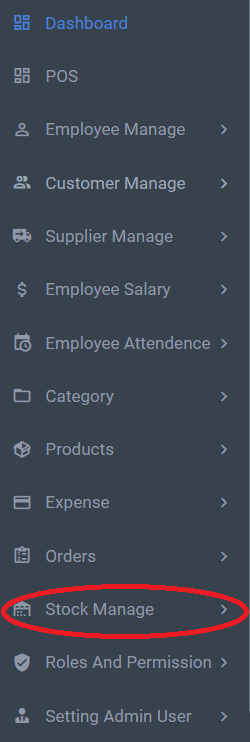 Dashboard
POS
Employee Manage
Customer Manage
Supplier Manage
Employee Salary
Employee Attendence
Category
Products
Expense
Orders
Stock Manage
Roles And Permission
Setting Admin User